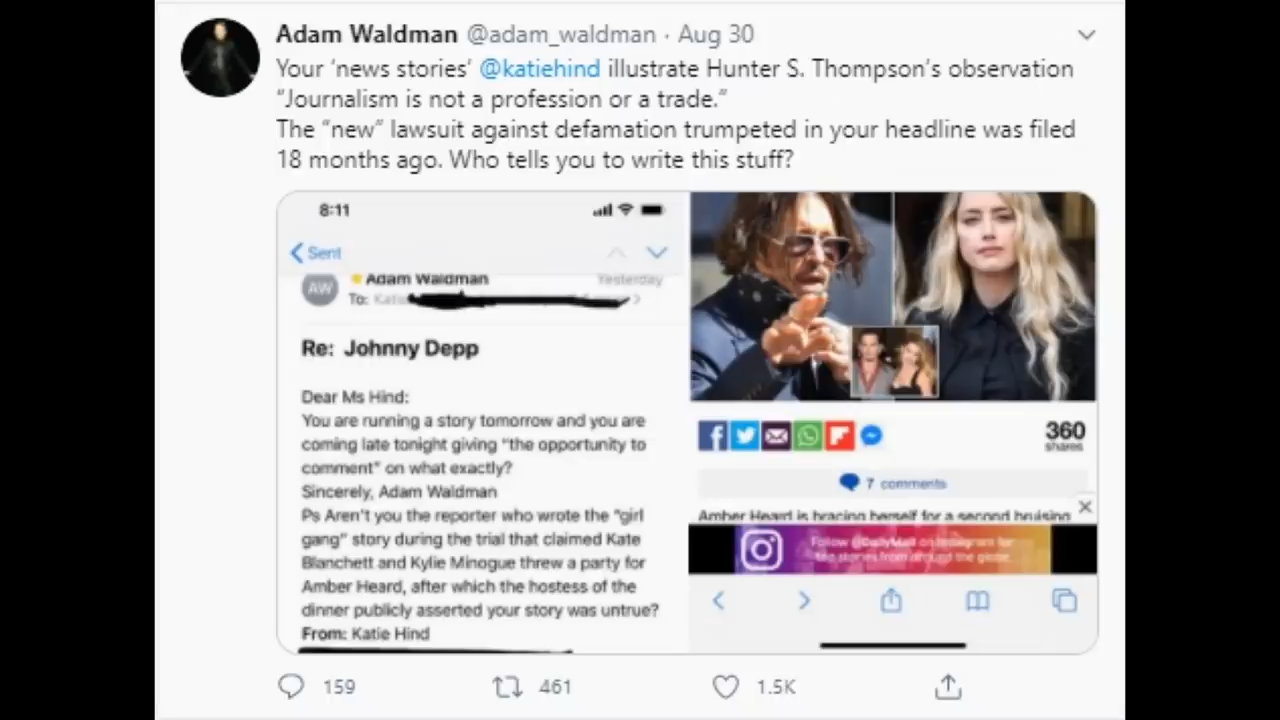 Adam Waldman @adam_waldman · Aug 30
Your ‘news stories’ @katiehind illustrate Hunter S. Thompson’s observation
“Journalism is not a profession or a trade.”
The “new” lawsuit against defamation trumpeted in your headline was filed
18 months ago. Who tells you to write this stuff?
8:11
Sent
AW
Adam Waldman
Yesterday
To: Katie
Re: Johnny Depp
Dear Ms Hind:
You are running a story tomorrow and you are
coming late tonight giving "the opportunity to
comment" on what exactly?
Sincerely, Adam Waldman
Ps Aren't you the reporter who wrote the "girl
gang" story during the trial that claimed Kate
Blanchett and Kylie Minogue threw a party for
Amber Heard, after which the hostess of the
dinner publicly asserted your story was untrue?
From: Katie Hind
360
shares
7 comments
Amber Heard is bracing herself for a second bruising
Follow @DailyMail on Instagram for
top stories from around the globe
159
461
1.5K